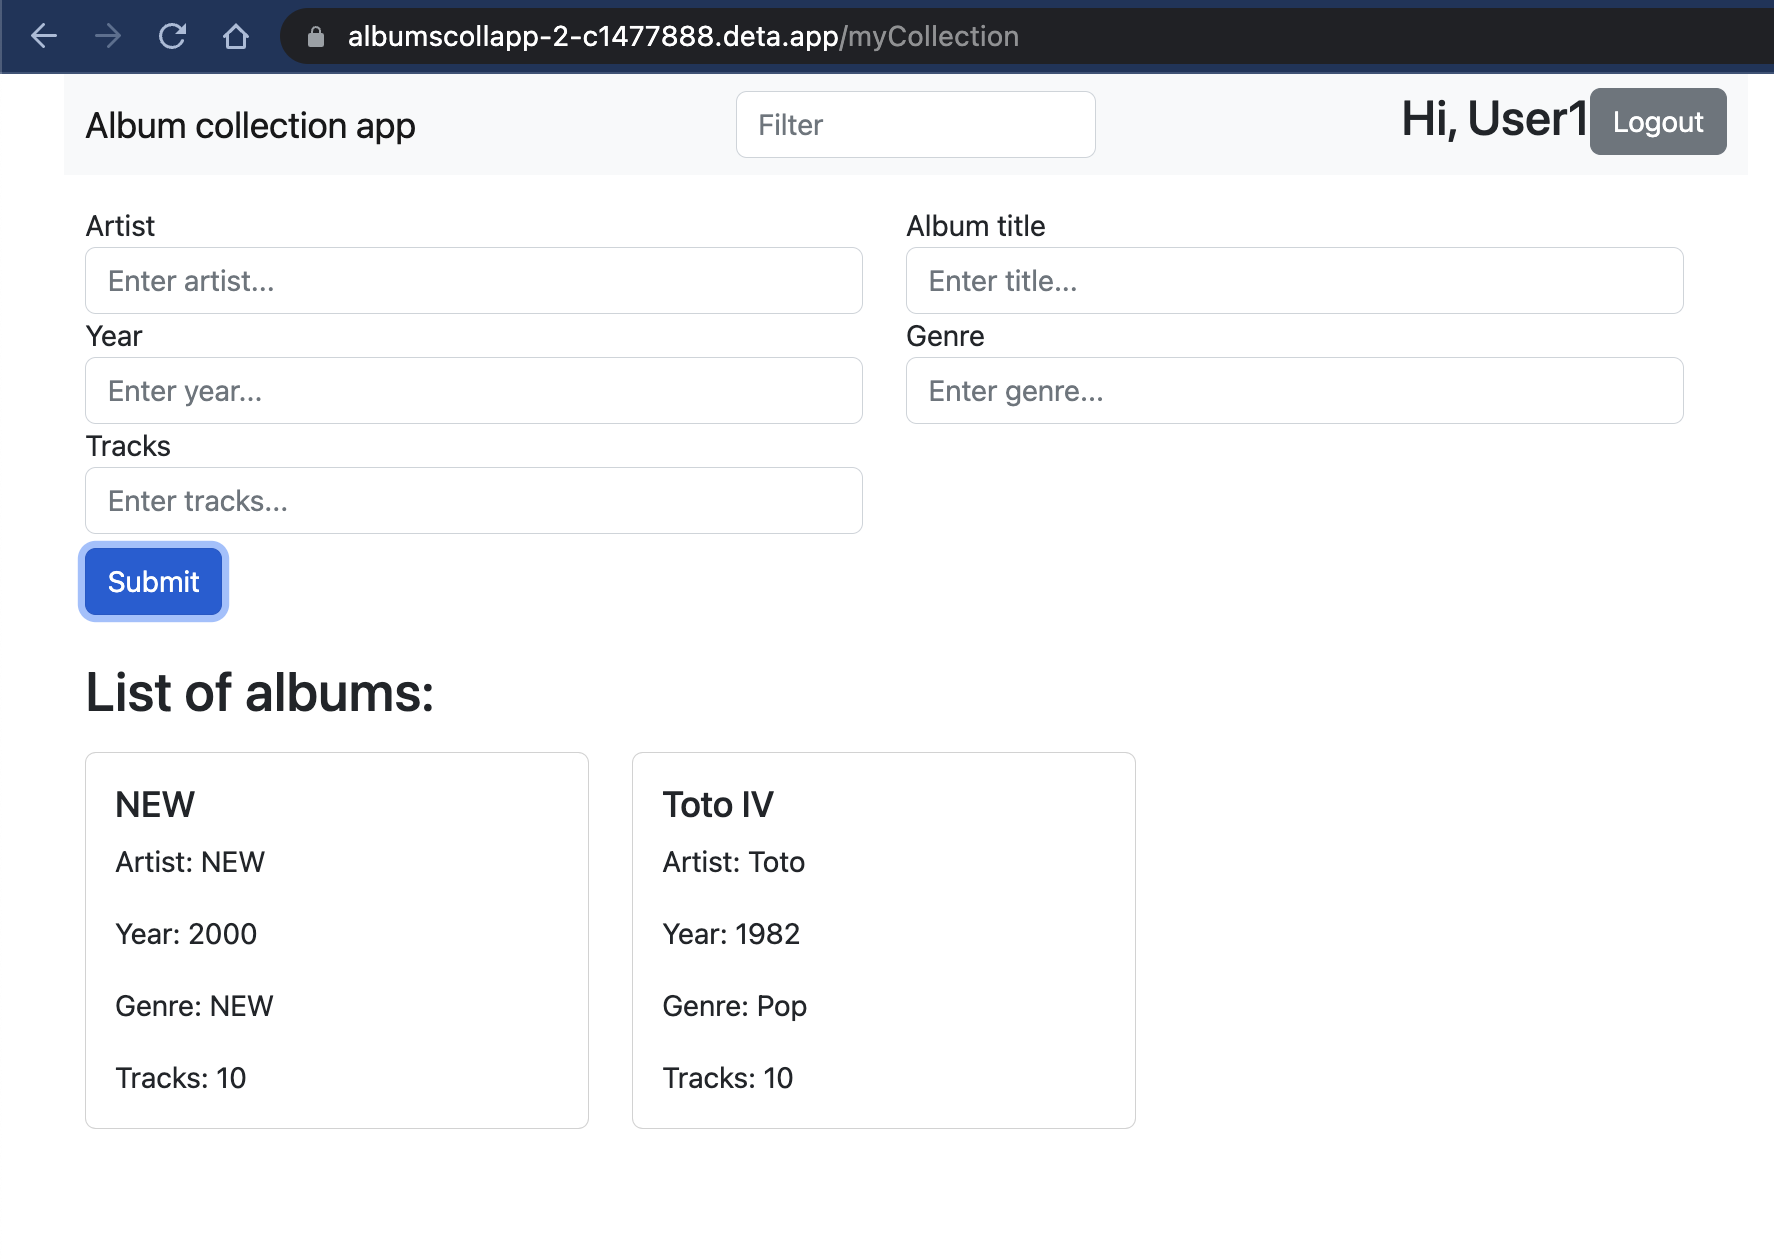 albumscollapp-2-c1477888.deta.app/myCollection
Album collection app
Filter
Hi, User1
Logout
Artist
Album title
Enter artist...
Enter title...
Year
Genre
Enter year...
Enter genre...
Tracks
Enter tracks...
Submit
List of albums:
NEW
Artist: NEW
Year: 2000
Genre: NEW
Tracks: 10
Toto IV
Artist: Toto
Year: 1982
Genre: Pop
Tracks: 10